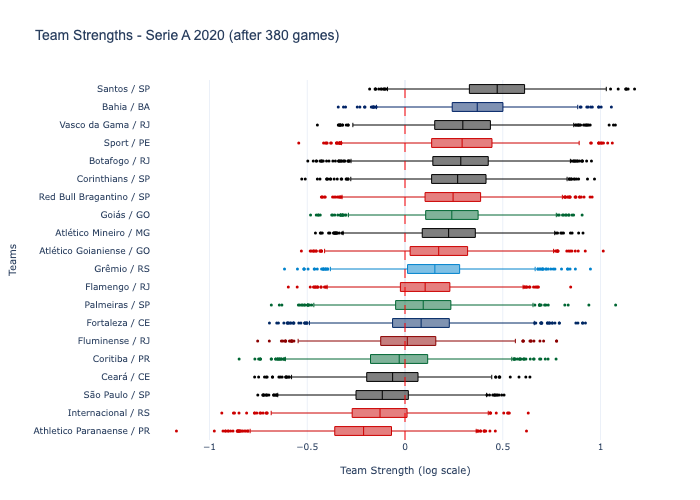 Team Strengths - Serie A 2020 (after 380 games)
Santos / SP
Bahia / BA
Vasco da Gama / RJ
Sport / PE
Botafogo / RJ
Corinthians / SP
Red Bull Bragantino / SP
Goiás / GO
Atlético Mineiro / MG
Atlético Goianiense / GO
Grêmio / RS
Flamengo / RJ
Palmeiras / SP
Fortaleza / CE
Fluminense / RJ
Coritiba / PR
Ceará / CE
São Paulo / SP
Internacional / RS
Athletico Paranaense / PR
Teams
−1 −0.5 0 0.5 1
Team Strength (log scale)